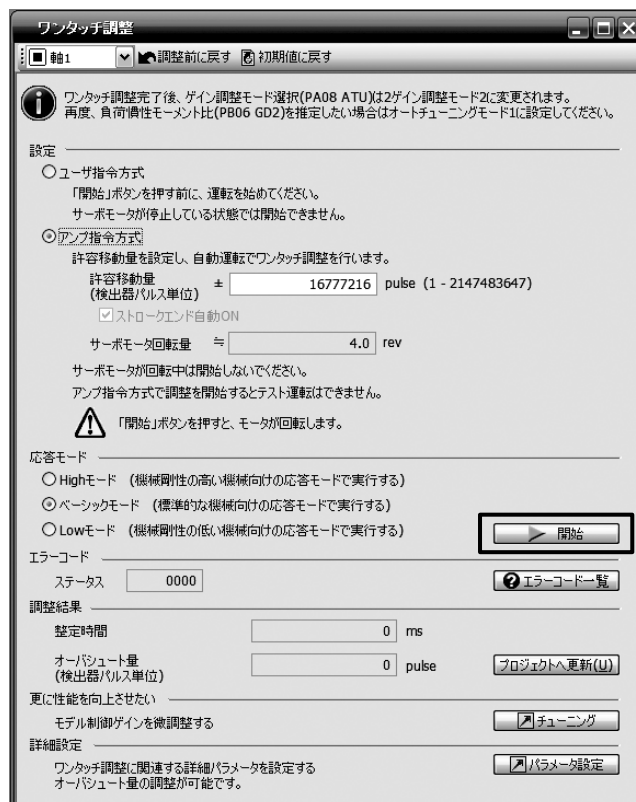 ワンタッチ調整
軸1 調整前に戻す 初期値に戻す
ワンタッチ調整完了後、ゲイン調整モード選択(PA08 ATU)は2ゲイン調整モード2に変更されます。
再度、負荷慣性モーメント比(PB06 GD2)を推定したい場合はオートチューニングモード1に設定してください。
設定
ユーザ指令方式
「開始」ボタンを押す前に、運転を始めてください。
サーボモータが停止している状態では開始できません。
アンプ指令方式
許容移動量を設定し、自動運転でワンタッチ調整を行います。
許容移動量
(検出器パルス単位)
± 16777216 pulse (1 - 2147483647)
ストロークエンド自動ON
サーボモータ回転量 ≒ 4.0 rev
サーボモータが回転中は開始しないでください。
アンプ指令方式で調整を開始するとテスト運転はできません。
「開始」ボタンを押すと、モータが回転します。
応答モード
Highモード (機械剛性の高い機械向けの応答モードで実行する)
ベーシックモード (標準的な機械向けの応答モードで実行する)
Lowモード (機械剛性の低い機械向けの応答モードで実行する)
開始
エラーコード
ステータス 0000
エラーコード一覧
調整結果
整定時間 0 ms
オーバシュート量
(検出器パルス単位)
0 pulse
プロジェクトへ更新(U)
更に性能を向上させたい
モデル制御ゲインを微調整する
チューニング
詳細設定
ワンタッチ調整に関連する詳細パラメータを設定する
オーバシュート量の調整が可能です。
パラメータ設定